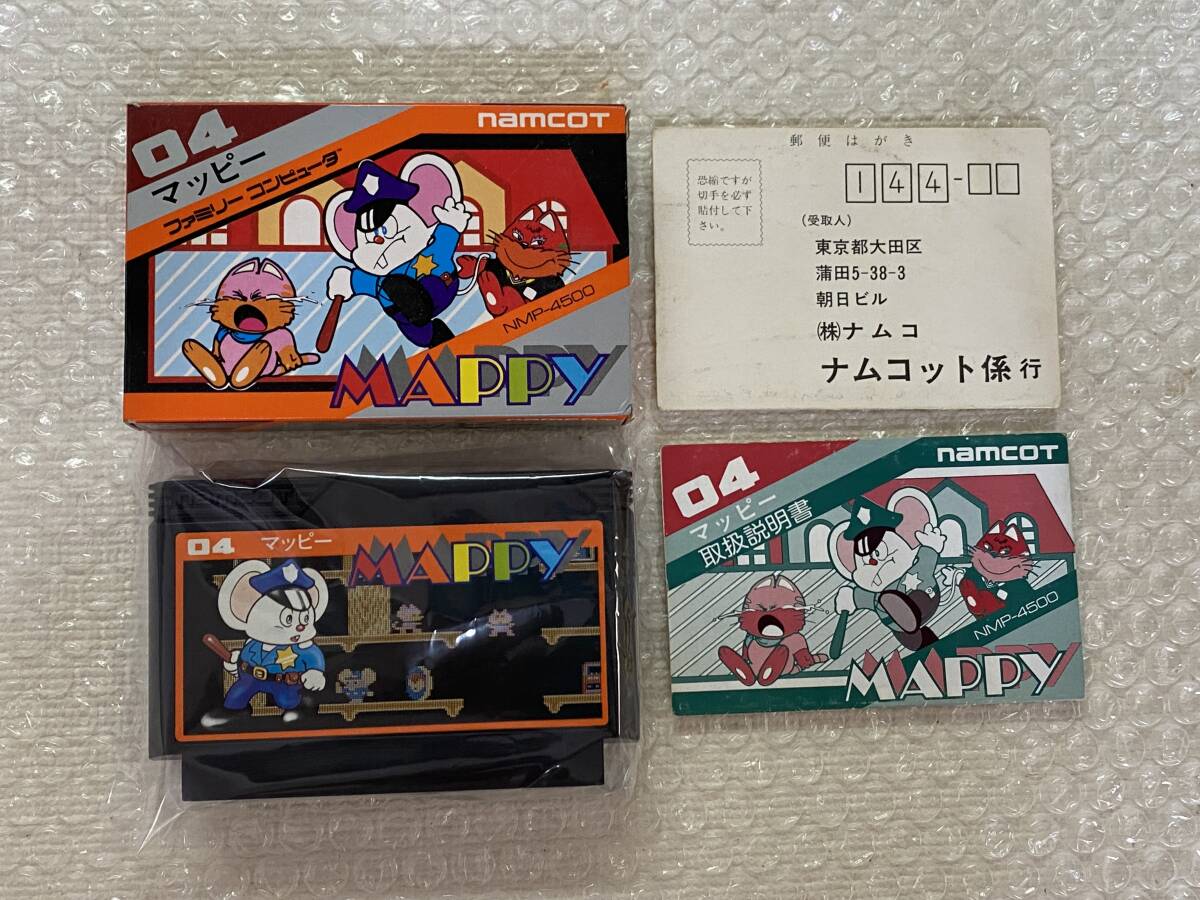 04
マッピー
ファミリー コンピュータ
namcot
NMP-4500
MAPPY
郵便はがき
恐縮ですが
切手を必ず
貼付して下
さい。
144-
(受取人)
東京都大田区
蒲田5-38-3
朝日ビル
(株)ナムコ
ナムコット係 行
namcot
04 マッピー
MAPPY
04
マッピー
取扱説明書
namcot
NMP-4500
MAPPY